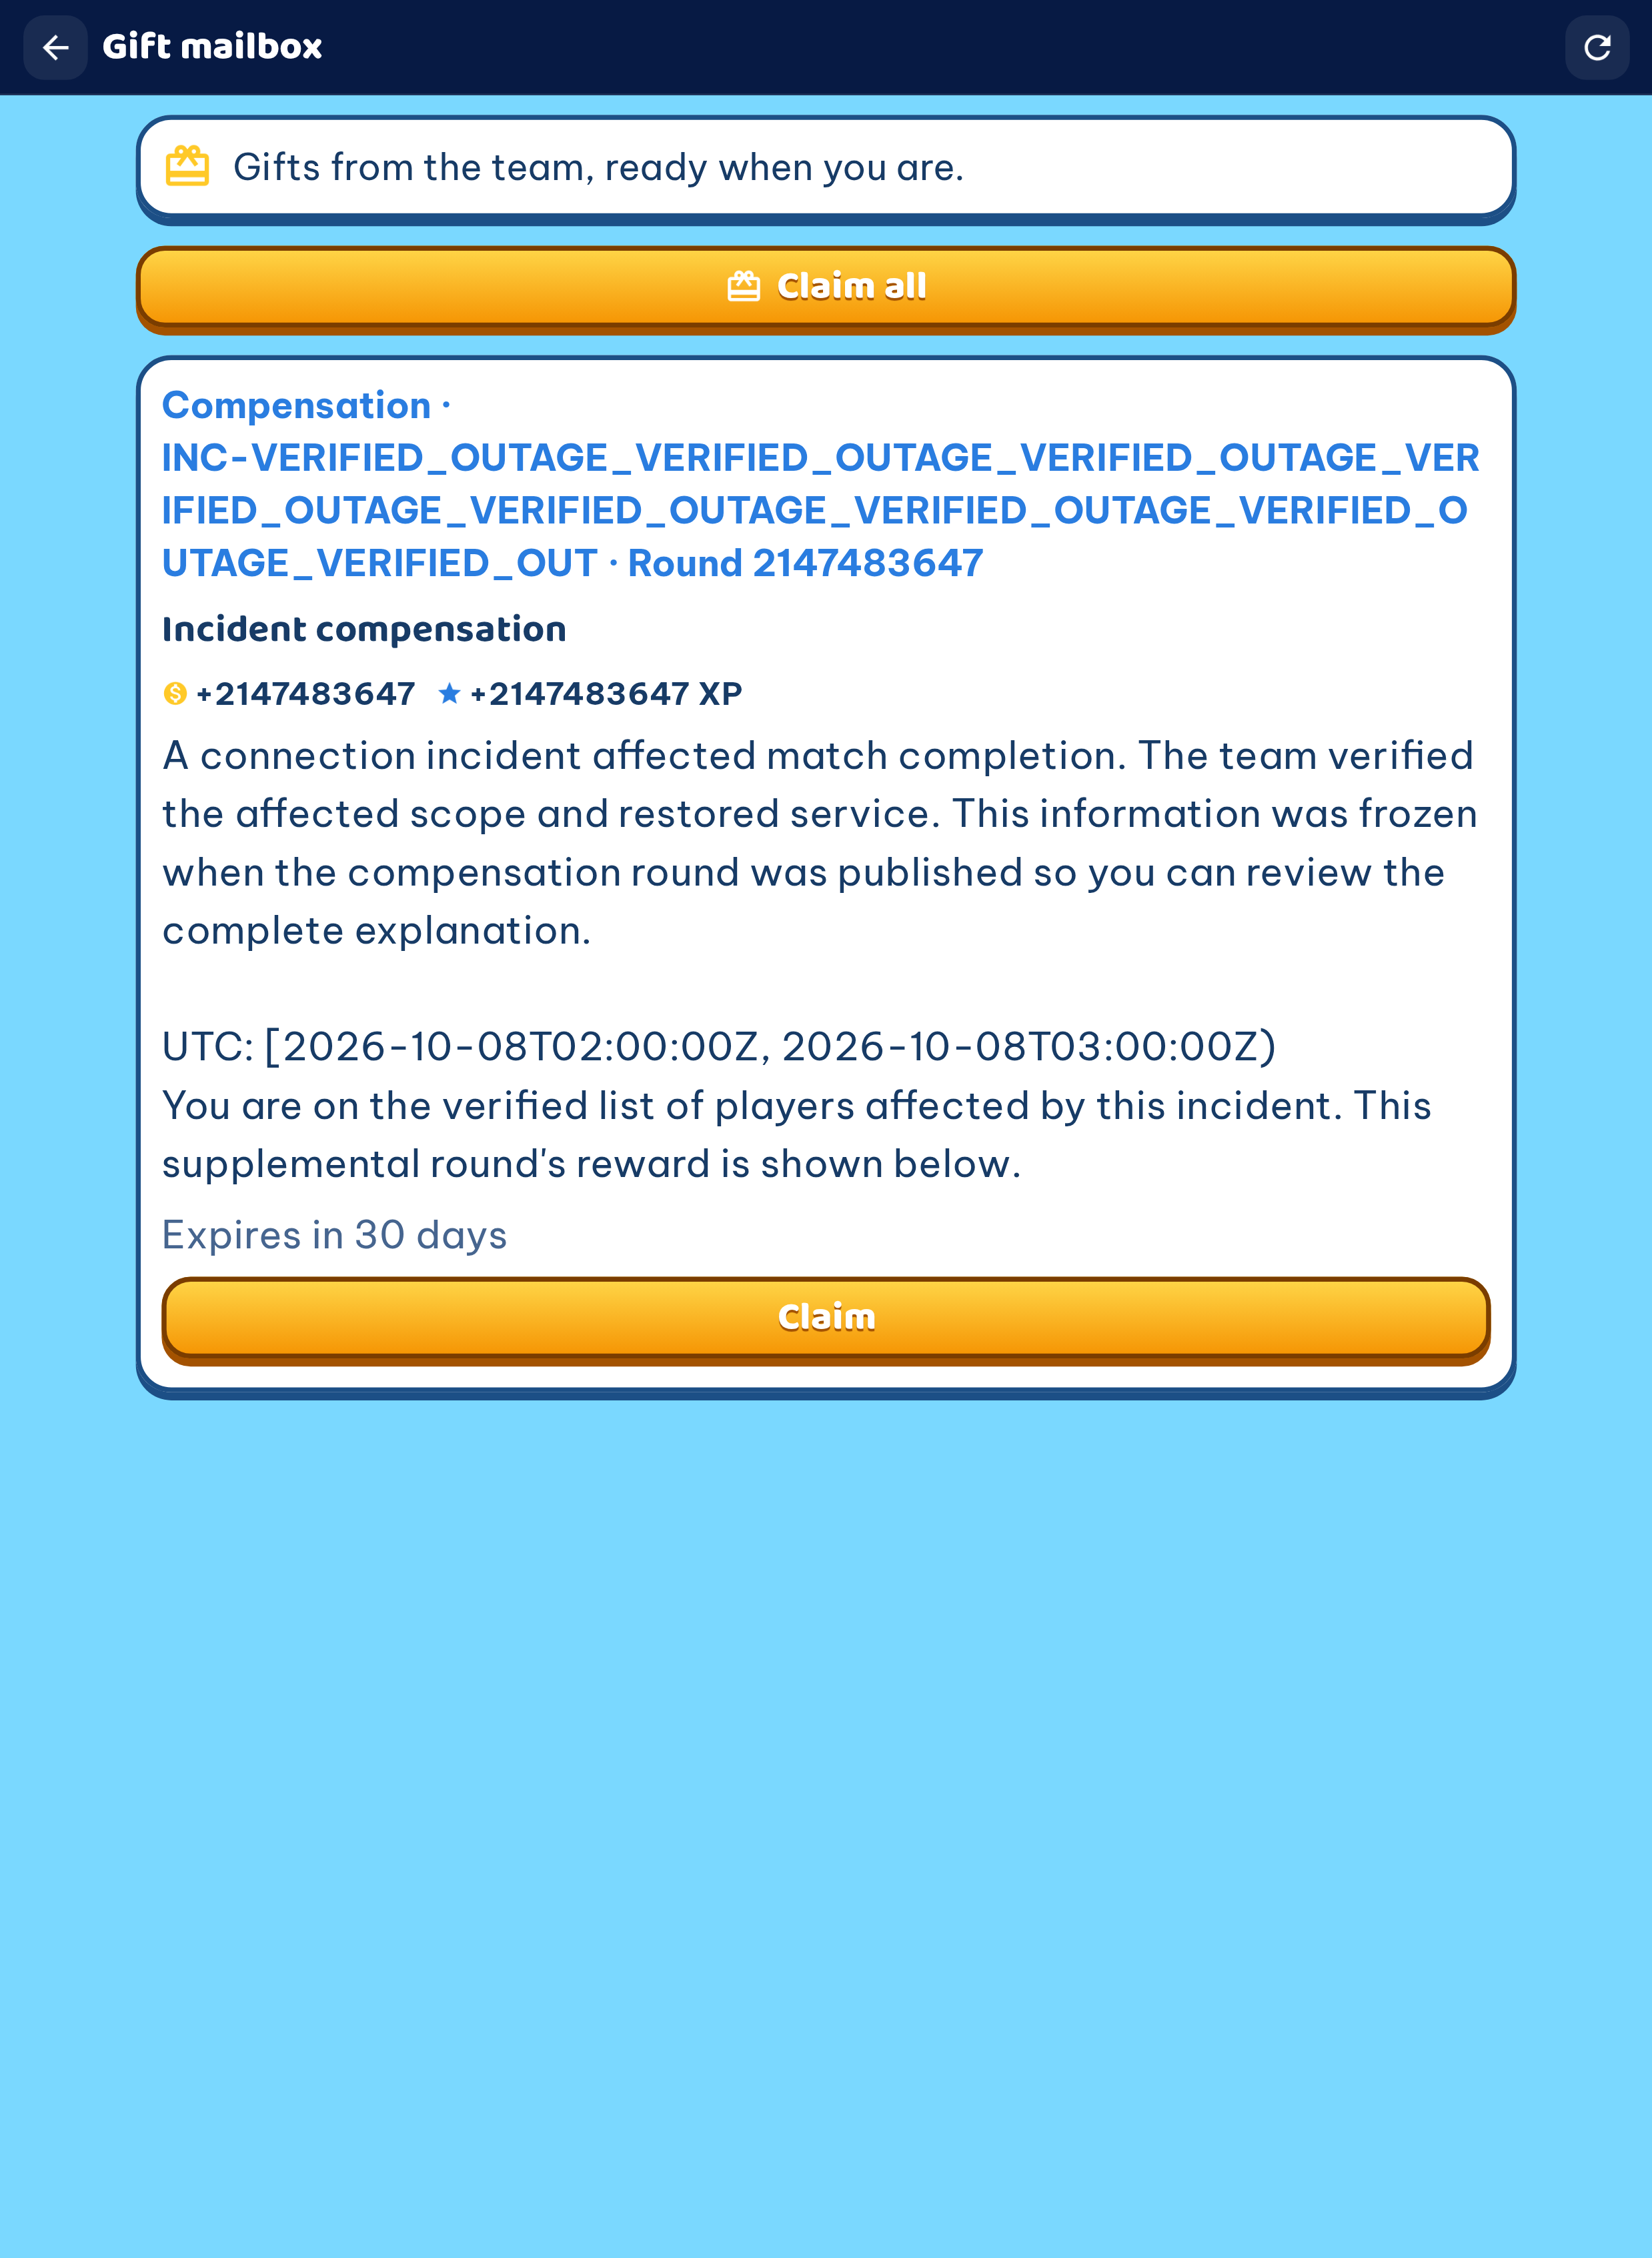 Gift mailbox
Gifts from the team, ready when you are.
Claim all
Compensation ·
INC-VERIFIED_OUTAGE_VERIFIED_OUTAGE_VERIFIED_OUTAGE_VER
IFIED_OUTAGE_VERIFIED_OUTAGE_VERIFIED_OUTAGE_VERIFIED_O
UTAGE_VERIFIED_OUT · Round 2147483647
Incident compensation
+2147483647 +2147483647 XP
A connection incident affected match completion. The team verified
the affected scope and restored service. This information was frozen
when the compensation round was published so you can review the
complete explanation.
UTC: [2026-10-08T02:00:00Z, 2026-10-08T03:00:00Z)
You are on the verified list of players affected by this incident. This
supplemental round's reward is shown below.
Expires in 30 days
Claim